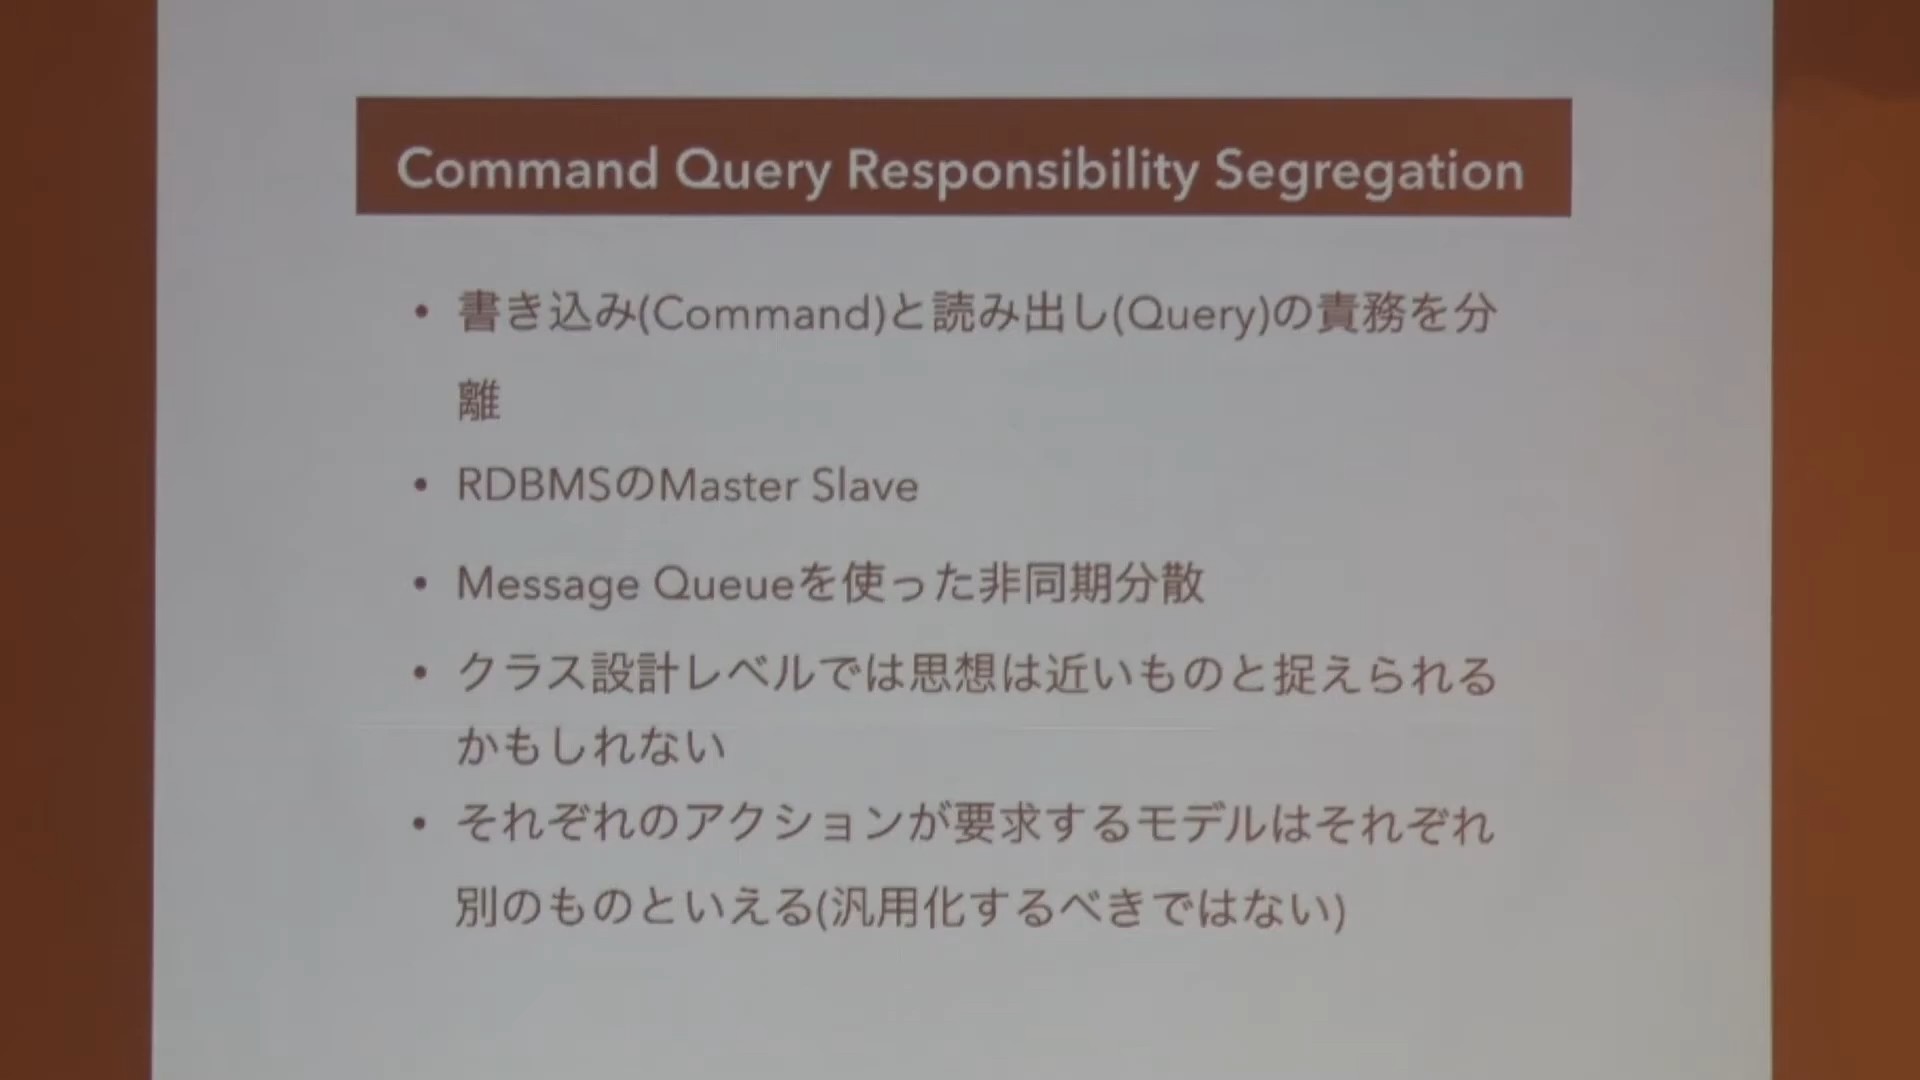 Command Query Responsibility Segregation
• 書き込み(Command)と読み出し(Query)の責務を分
離
• RDBMSのMaster Slave
• Message Queueを使った非同期分散
• クラス設計レベルでは思想は近いものと捉えられる
かもしれない
• それぞれのアクションが要求するモデルはそれぞれ
別のものといえる(汎用化するべきではない)